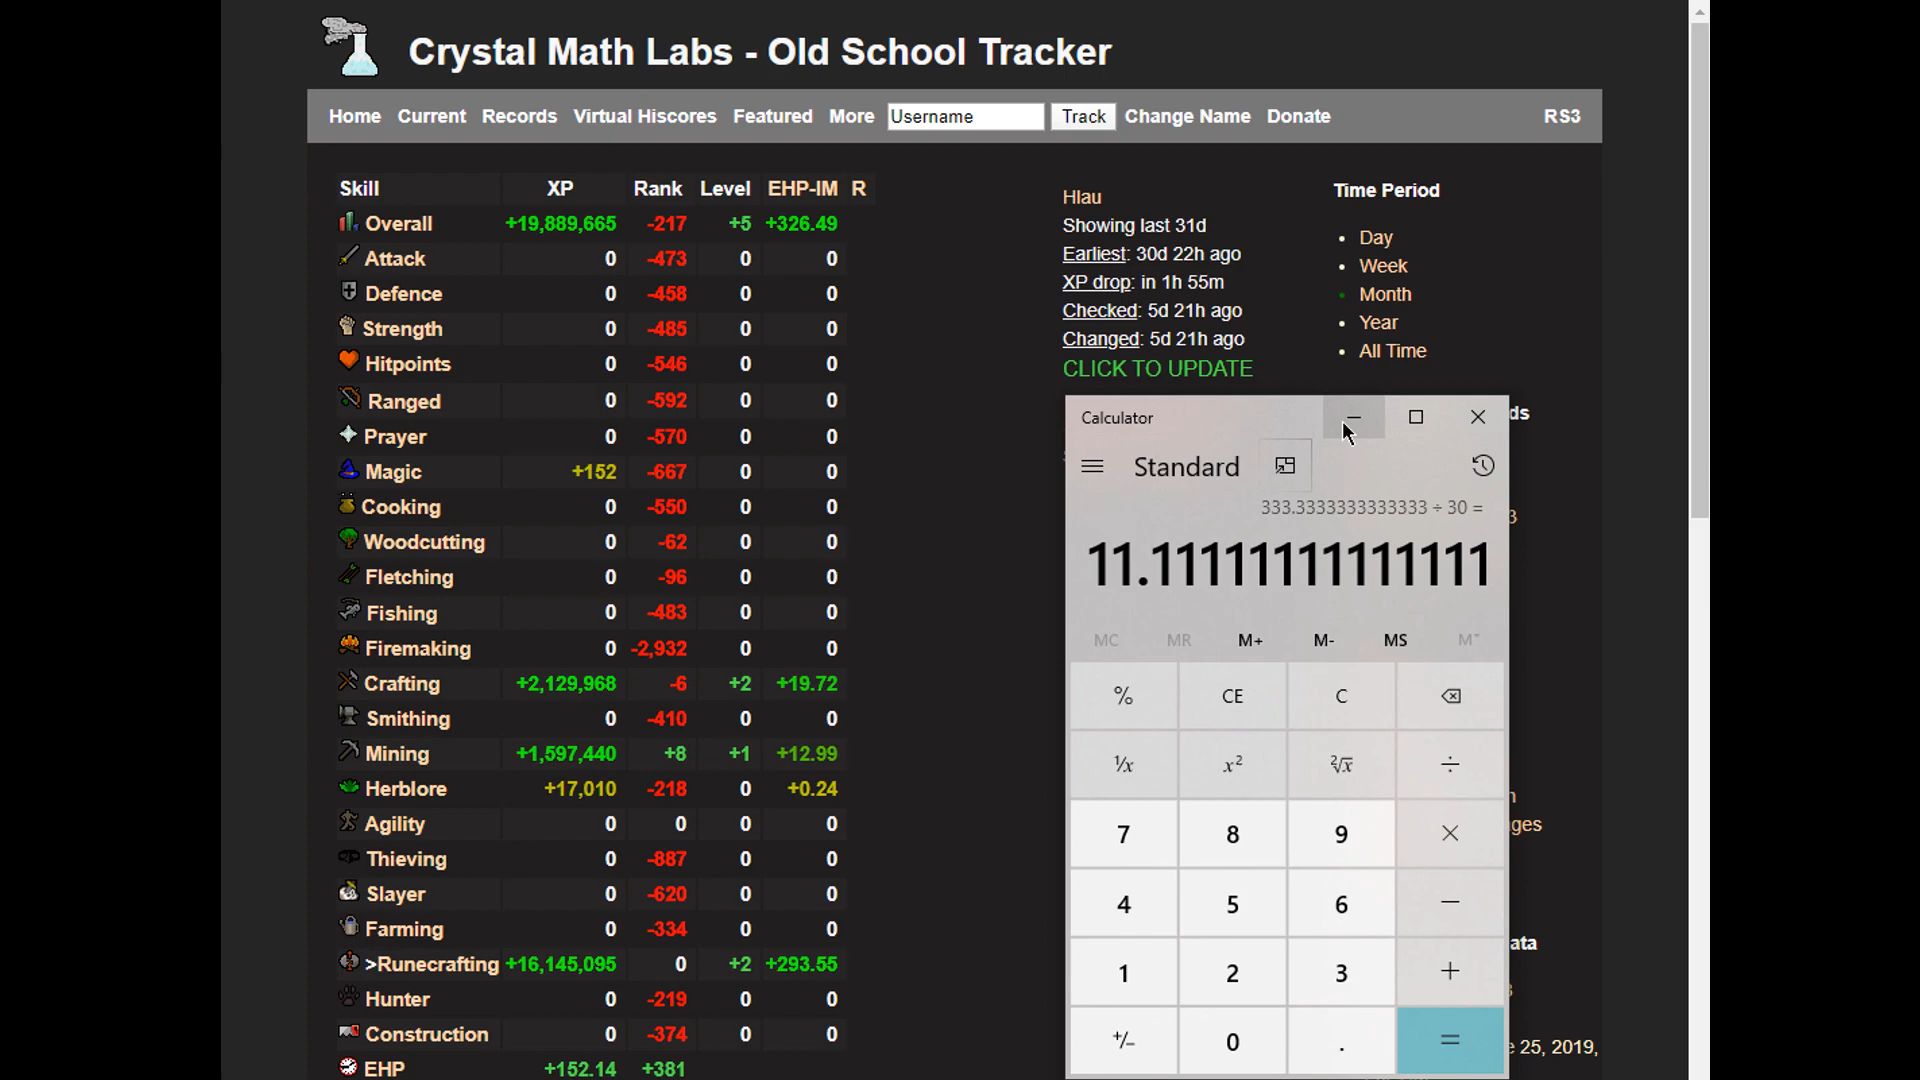 Crystal Math Labs - Old School Tracker
Home Current Records Virtual Hiscores Featured More Username Track Change Name Donate RS3
Skill XP Rank Level EHP-IM R
Overall +19,889,665 -217 +5 +326.49
Attack 0 -473 0 0
Defence 0 -458 0 0
Strength 0 -485 0 0
Hitpoints 0 -546 0 0
Ranged 0 -592 0 0
Prayer 0 -570 0 0
Magic +152 -667 0 0
Cooking 0 -550 0 0
Woodcutting 0 -62 0 0
Fletching 0 -96 0 0
Fishing 0 -483 0 0
Firemaking 0 -2,932 0 0
Crafting +2,129,968 -6 +2 +19.72
Smithing 0 -410 0 0
Mining +1,597,440 +8 +1 +12.99
Herblore +17,010 -218 0 +0.24
Agility 0 0 0 0
Thieving 0 -887 0 0
Slayer 0 -620 0 0
Farming 0 -334 0 0
>Runecrafting +16,145,095 0 +2 +293.55
Hunter 0 -219 0 0
Construction 0 -374 0 0
EHP +152.14 +381
Hlau
Showing last 31d
Earliest: 30d 22h ago
XP drop: in 1h 55m
Checked: 5d 21h ago
Changed: 5d 21h ago
CLICK TO UPDATE
Time Period
Day
Week
Month
Year
All Time
ds
3
n
ges
ata
3
e 25, 2019,
Calculator
Standard
333.3333333333333 ÷ 30 =
11.11111111111111
MC MR M+ M- MS M˅
% CE C
¹/x x² ²√x ÷
7 8 9 ×
4 5 6 −
1 2 3 +
+/− 0 . =